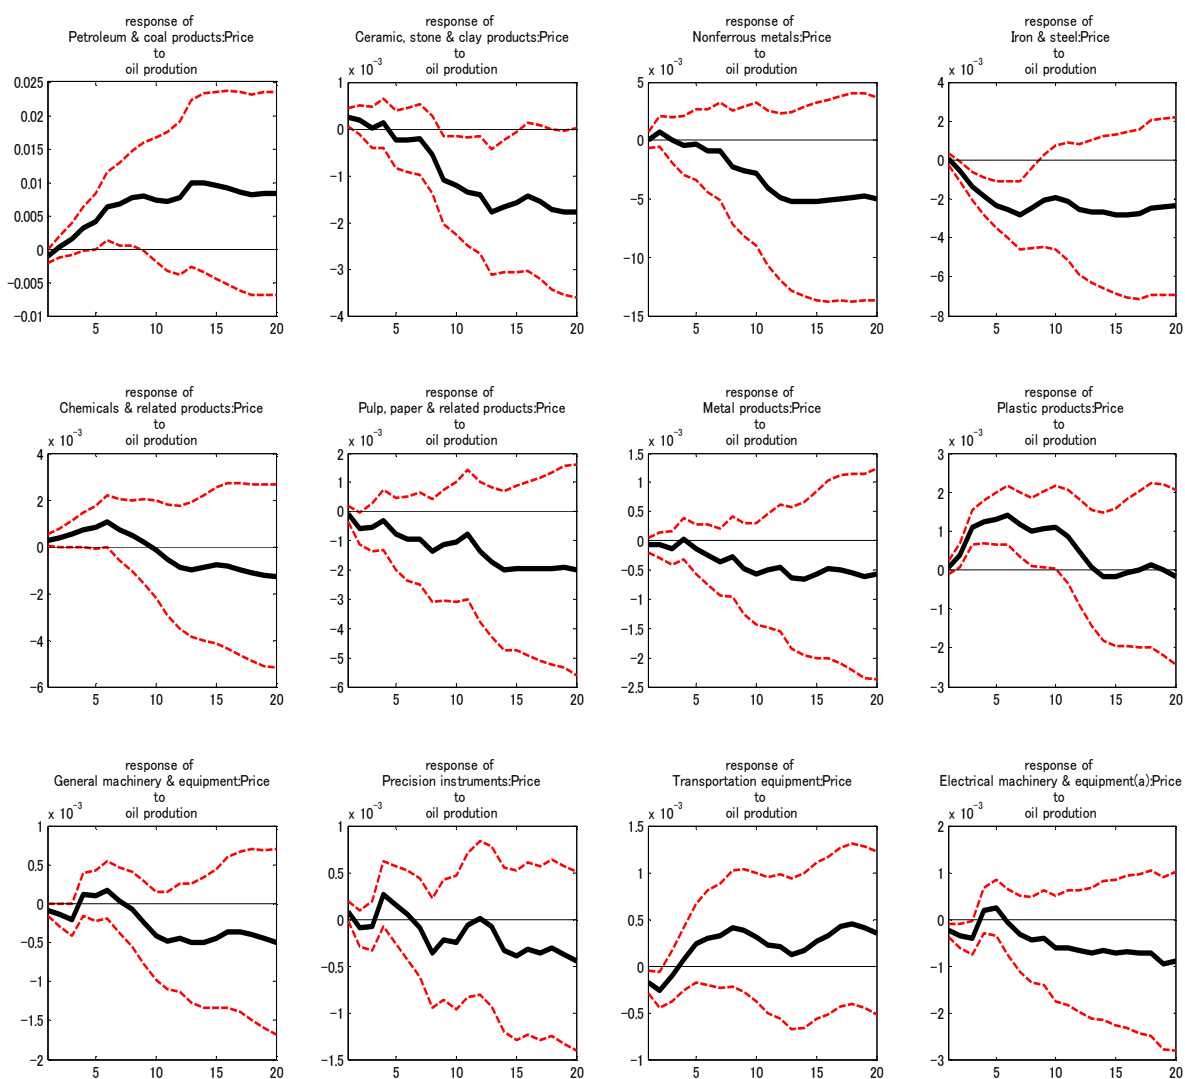 response of
Petroleum & coal products:Price
to
oil prodution
0.025
0.02
0.015
0.01
0.005
0
-0.005
-0.01
5 10 15 20
response of
Ceramic, stone & clay products:Price
to
oil prodution
x 10^-3
1
0
-1
-2
-3
-4
5 10 15 20
response of
Nonferrous metals:Price
to
oil prodution
x 10^-3
5
0
-5
-10
-15
5 10 15 20
response of
Iron & steel:Price
to
oil prodution
x 10^-3
4
2
0
-2
-4
-6
-8
5 10 15 20
response of
Chemicals & related products:Price
to
oil prodution
x 10^-3
4
2
0
-2
-4
-6
5 10 15 20
response of
Pulp, paper & related products:Price
to
oil prodution
x 10^-3
2
1
0
-1
-2
-3
-4
-5
-6
5 10 15 20
response of
Metal products:Price
to
oil prodution
x 10^-3
1.5
1
0.5
0
-0.5
-1
-1.5
-2
-2.5
5 10 15 20
response of
Plastic products:Price
to
oil prodution
x 10^-3
3
2
1
0
-1
-2
-3
5 10 15 20
response of
General machinery & equipment:Price
to
oil prodution
x 10^-3
1
0.5
0
-0.5
-1
-1.5
-2
5 10 15 20
response of
Precision instruments:Price
to
oil prodution
x 10^-3
1
0.5
0
-0.5
-1
-1.5
5 10 15 20
response of
Transportation equipment:Price
to
oil prodution
x 10^-3
1.5
1
0.5
0
-0.5
-1
5 10 15 20
response of
Electrical machinery & equipment(a):Price
to
oil prodution
x 10^-3
2
1
0
-1
-2
-3
5 10 15 20